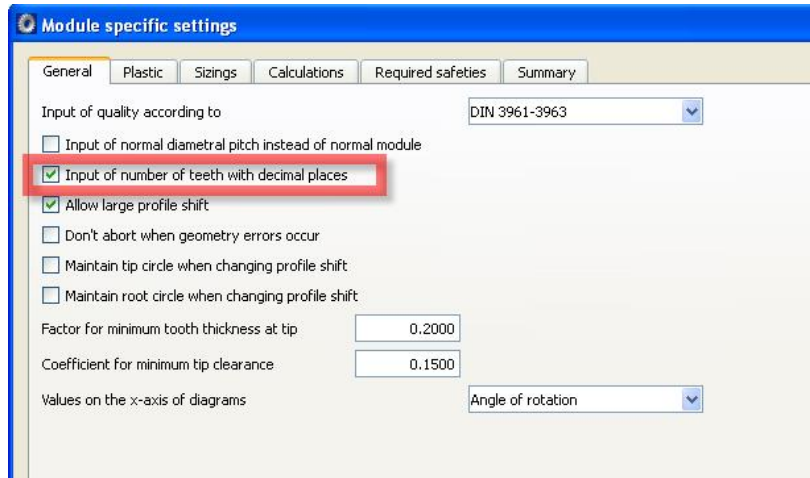 Module specific settings
General Plastic Sizings Calculations Required safeties Summary
Input of quality according to DIN 3961-3963
Input of normal diametral pitch instead of normal module
Input of number of teeth with decimal places
Allow large profile shift
Don't abort when geometry errors occur
Maintain tip circle when changing profile shift
Maintain root circle when changing profile shift
Factor for minimum tooth thickness at tip 0.2000
Coefficient for minimum tip clearance 0.1500
Values on the x-axis of diagrams Angle of rotation